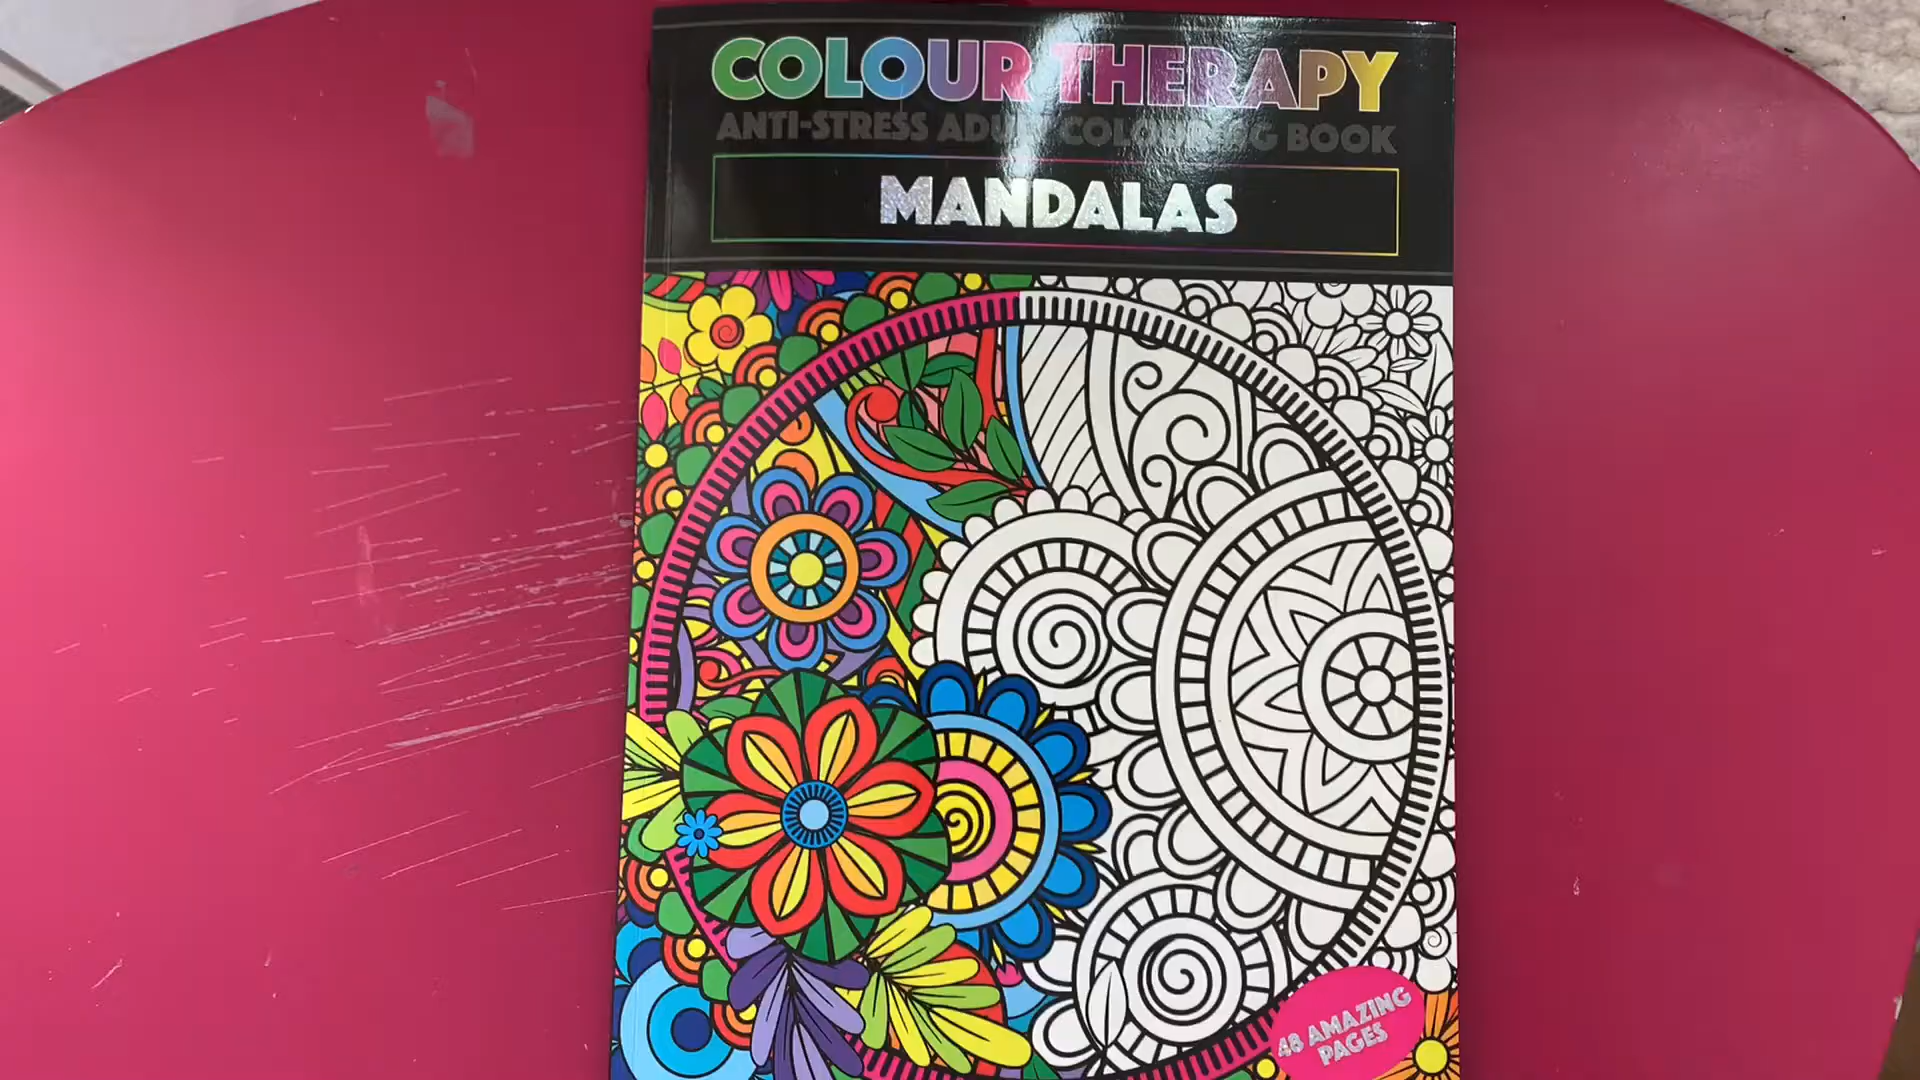 COLOUR THERAPY
ANTI-STRESS ADULT COLOURING BOOK
MANDALAS
48 AMAZING
PAGES